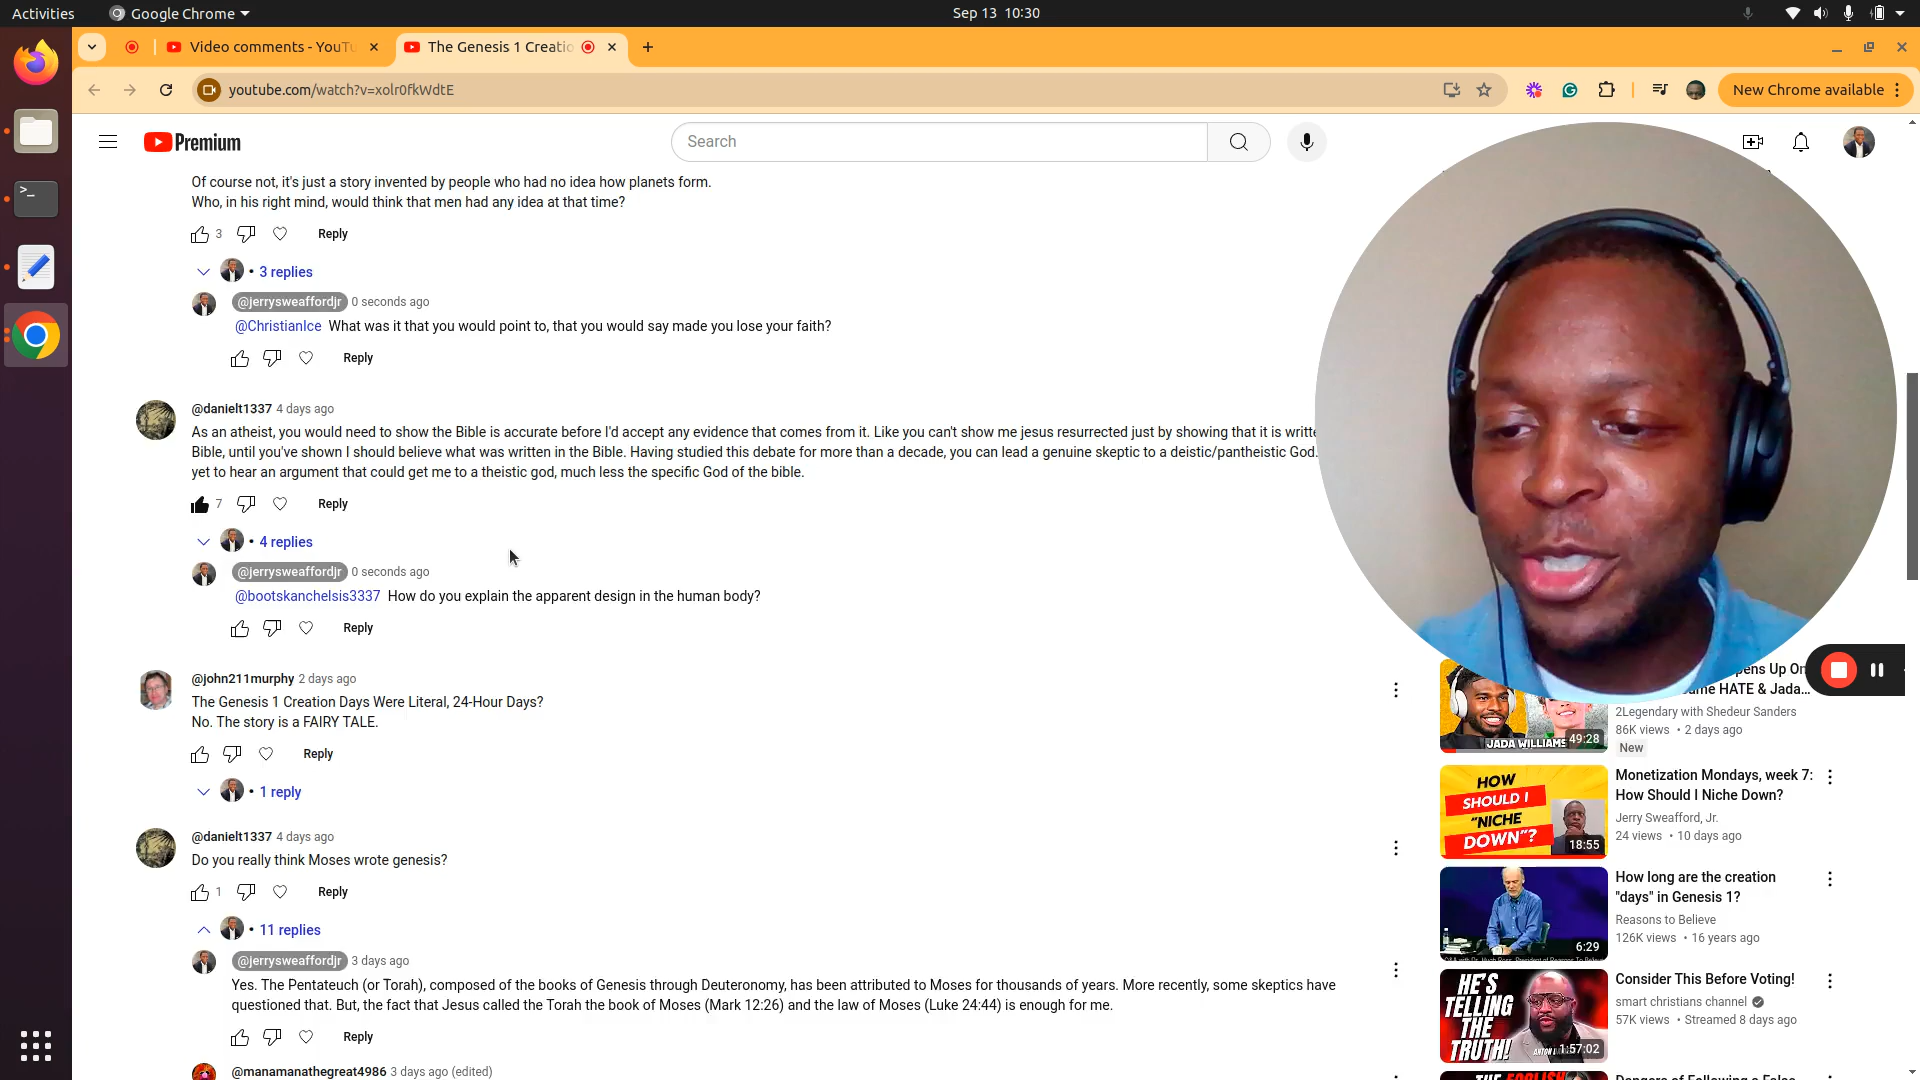 Activities
Google Chrome
Sep 13 10:30
Video comments - YouTu
The Genesis 1 Creatio
youtube.com/watch?v=xolr0fkWdtE
New Chrome available
Premium
Search
Of course not, it's just a story invented by people who had no idea how planets form.
Who, in his right mind, would think that men had any idea at that time?
3 Reply
• 3 replies
@jerrysweaffordjr 0 seconds ago
@ChristianIce What was it that you would point to, that you would say made you lose your faith?
Reply
@danielt1337 4 days ago
As an atheist, you would need to show the Bible is accurate before I'd accept any evidence that comes from it. Like you can't show me jesus resurrected just by showing that it is
Bible, until you've shown I should believe what was written in the Bible. Having studied this debate for more than a decade, you can lead a genuine skeptic to a deistic/pantheistic God.
yet to hear an argument that could get me to a theistic god, much less the specific God of the bible.
7 Reply
• 4 replies
@jerrysweaffordjr 0 seconds ago
@bootskanchelsis3337 How do you explain the apparent design in the human body?
Reply
@john211murphy 2 days ago
The Genesis 1 Creation Days Were Literal, 24-Hour Days?
No. The story is a FAIRY TALE.
Reply
• 1 reply
@danielt1337 4 days ago
Do you really think Moses wrote genesis?
1 Reply
• 11 replies
@jerrysweaffordjr 3 days ago
Yes. The Pentateuch (or Torah), composed of the books of Genesis through Deuteronomy, has been attributed to Moses for thousands of years. More recently, some skeptics have
questioned that. But, the fact that Jesus called the Torah the book of Moses (Mark 12:26) and the law of Moses (Luke 24:44) is enough for me.
Reply
@manamanathegreat4986 3 days ago (edited)
Up On
HATE & Jada...
2Legendary with Shedeur Sanders
86K views • 2 days ago
New
JADA WILLIAMS
49:28
HOW
SHOULD I
"NICHE
DOWN"?
18:55
Monetization Mondays, week 7:
How Should I Niche Down?
Jerry Sweafford, Jr.
24 views • 10 days ago
6:29
How long are the creation
"days" in Genesis 1?
Reasons to Believe
126K views • 16 years ago
HE'S
TELLING
THE
TRUTH!
1:57:02
Consider This Before Voting!
smart christians channel
57K views • Streamed 8 days ago